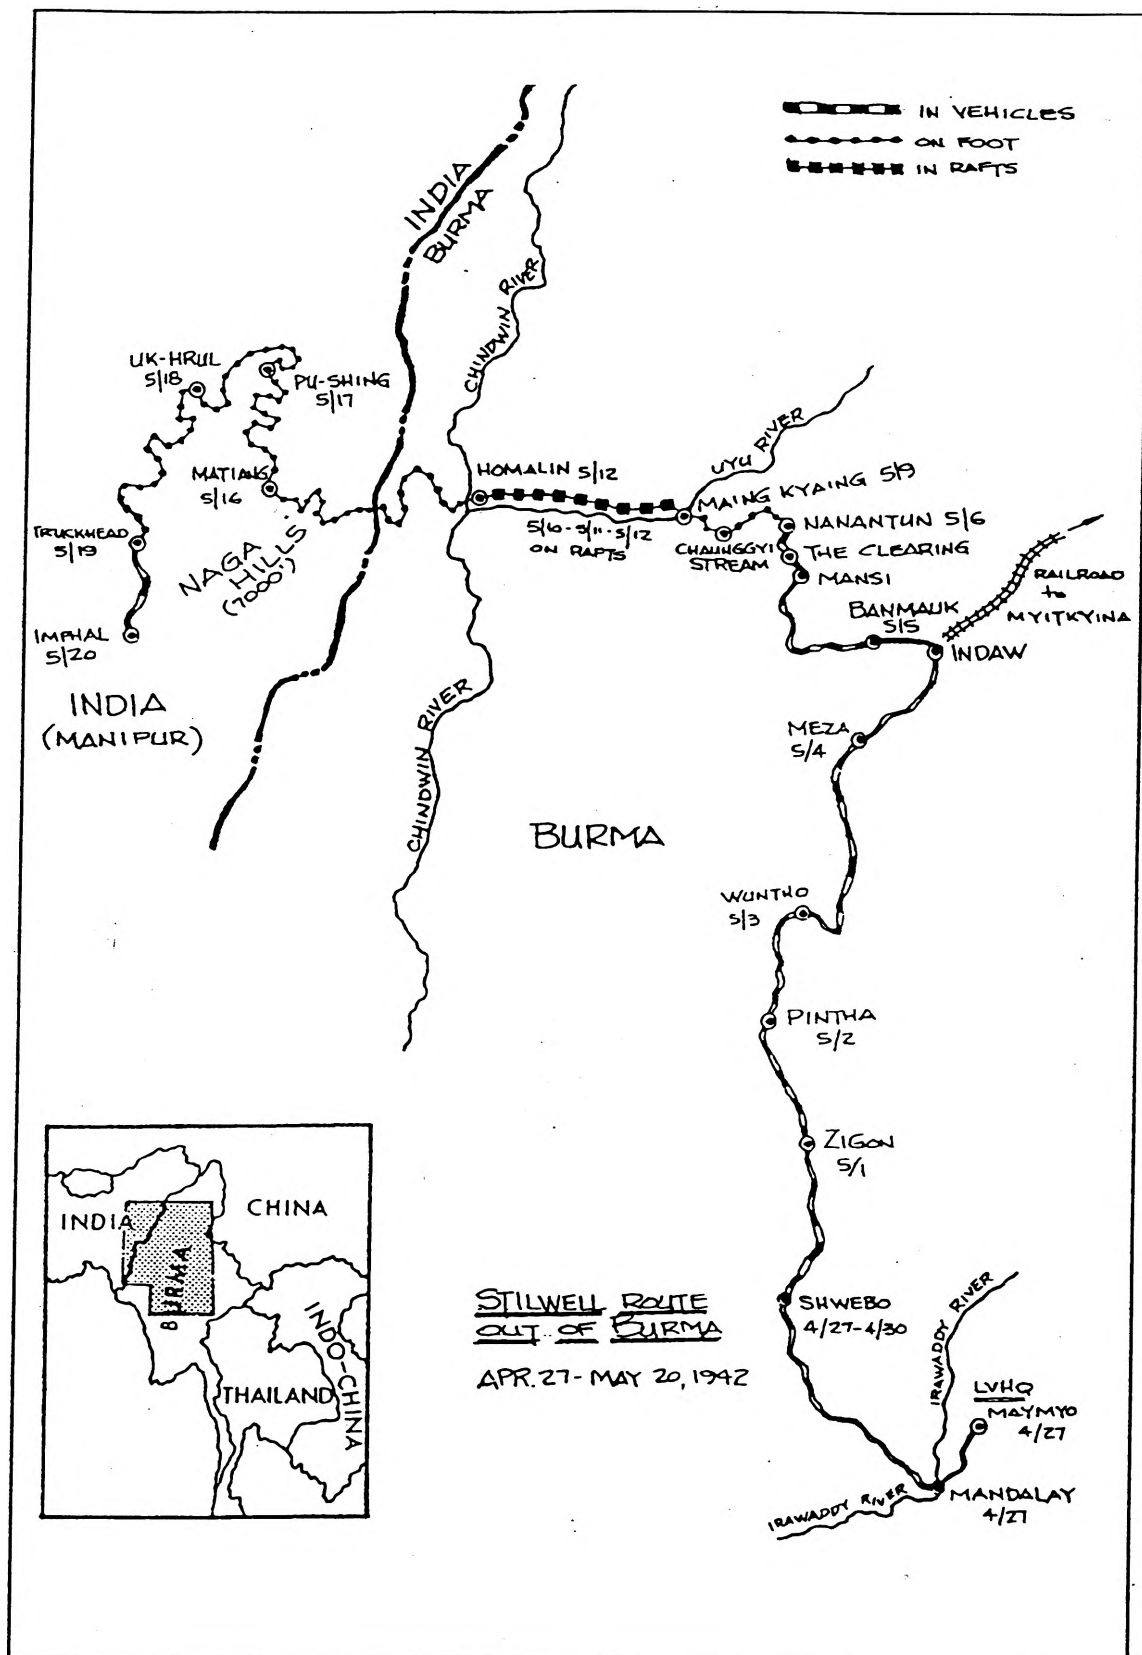 IN VEHICLES
ON FOOT
IN RAFTS
INDIA
BURMA
CHINDWIN RIVER
UK-HRUL
5/18
PU-SHING
5/17
MATIANG
5/16
TRUCKHEAD
5/19
NAGA
HILLS
(7000')
IMPHAL
5/20
INDIA
(MANIPUR)
HOMALIN 5/12
UYU RIVER
MAING KYAING 5/9
5/10-5/11-5/12
ON RAFTS
CHAUNGGYI
STREAM
NANANTUN 5/6
THE CLEARING
MANSI
RAILROAD
to
MYITKYINA
BANMAUK
5/5
INDAW
CHINDWIN RIVER
MEZA
5/4
BURMA
WUNTHO
5/3
PINTHA
5/2
ZIGON
5/1
SHWEBO
4/27-4/30
IRAWADDY RIVER
LVHQ
MAYMYO
4/27
IRAWADDY RIVER
MANDALAY
4/27
STILWELL ROUTE
OUT OF BURMA
APR. 27 - MAY 20, 1942
INDIA
CHINA
BURMA
INDO-CHINA
THAILAND